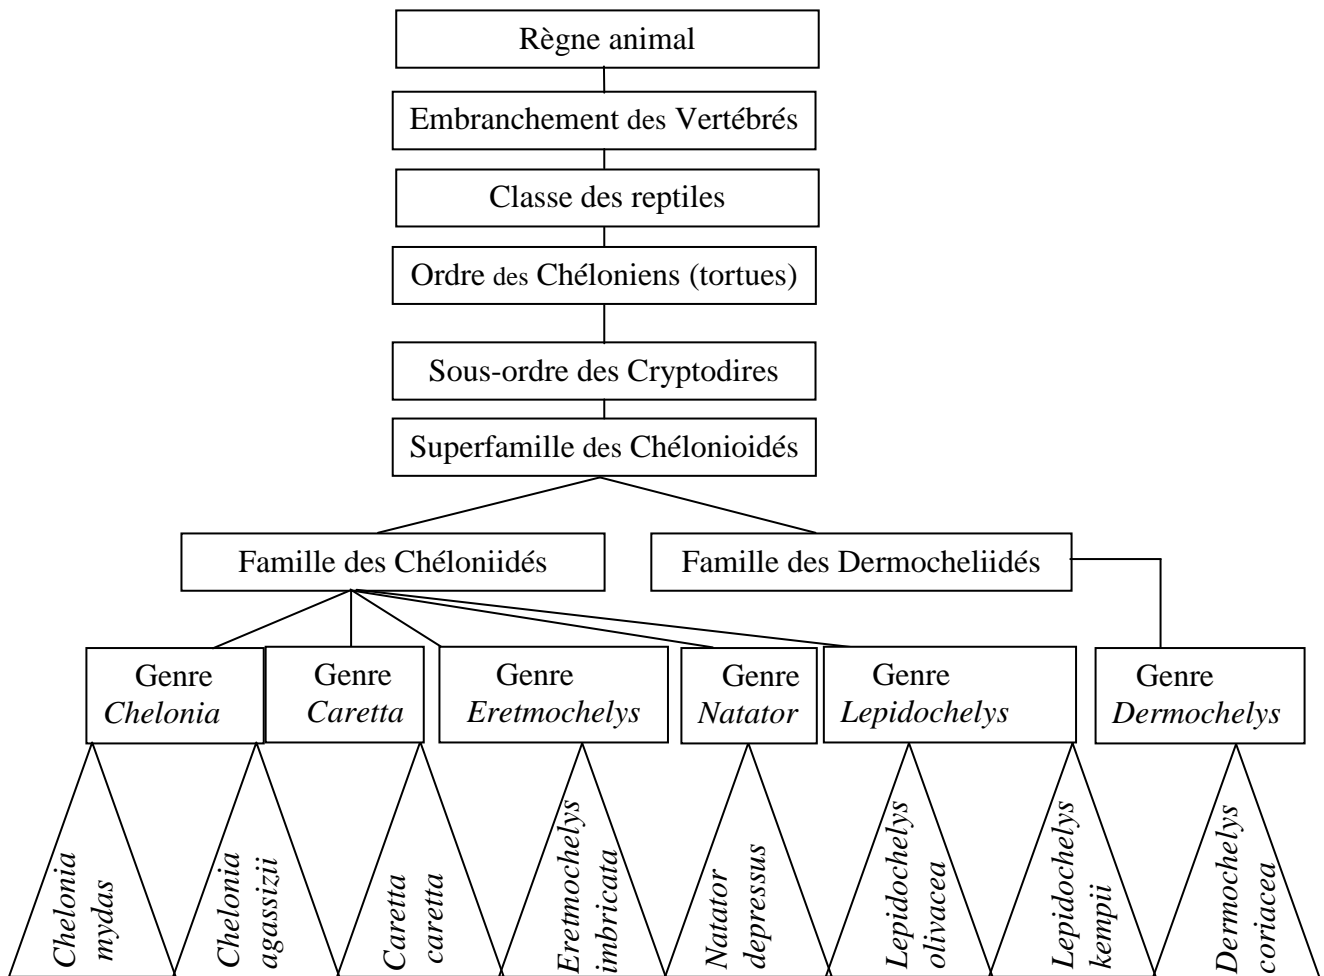 Règne animal
Embranchement des Vertébrés
Classe des reptiles
Ordre des Chéloniens (tortues)
Sous-ordre des Cryptodires
Superfamille des Chélonioidés
Famille des Chéloniidés
Famille des Dermocheliidés
Genre
Chelonia
Genre
Caretta
Genre
Eretmochelys
Genre
Natator
Genre
Lepidochelys
Genre
Dermochelys
Chelonia
mydas
Chelonia
agassizii
Caretta
caretta
Eretmochelys
imbricata
Natator
depressus
Lepidochelys
olivacea
Lepidochelys
kempii
Dermochelys
coriacea